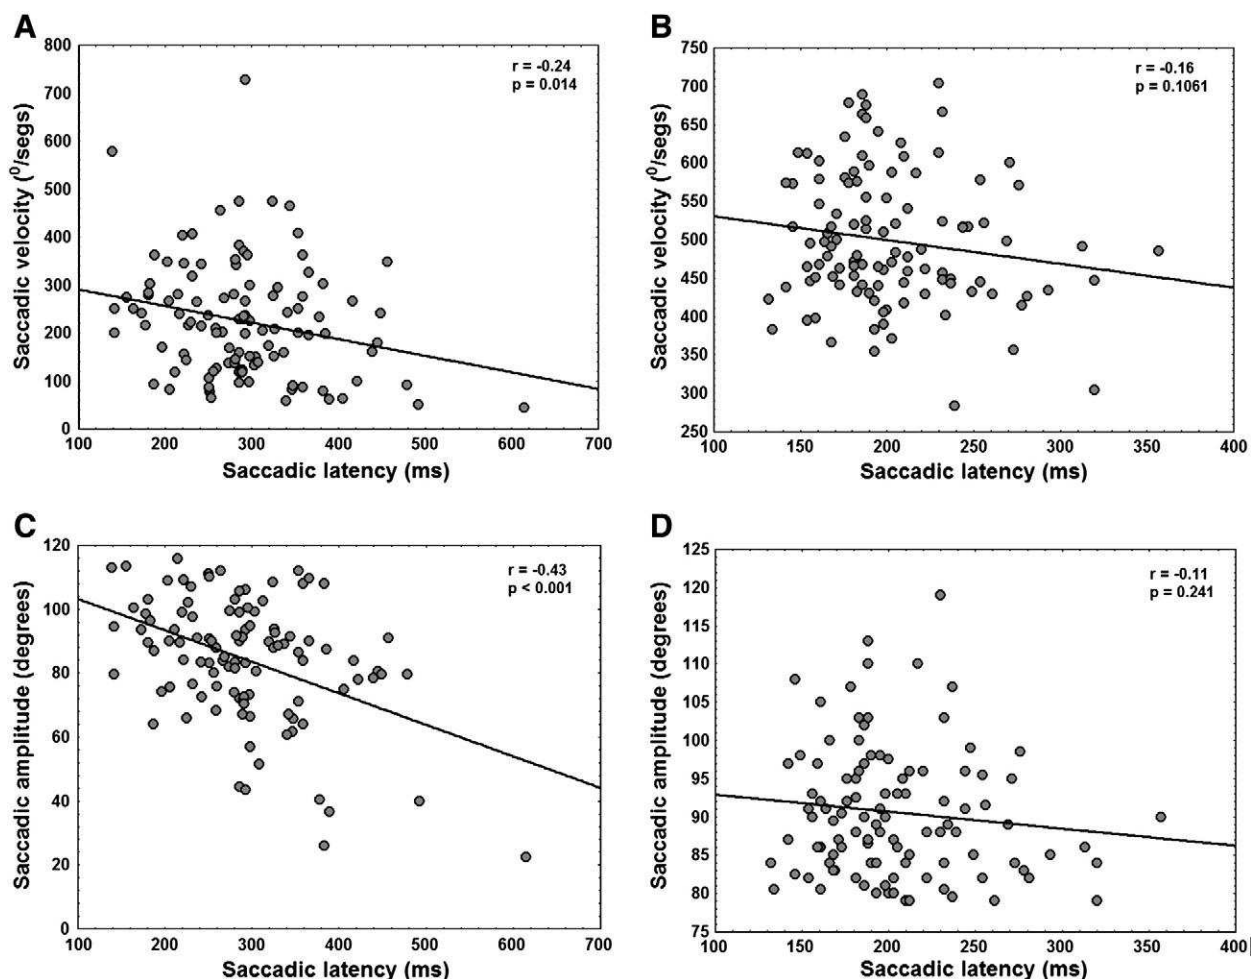 A
r = -0.24
p = 0.014
Saccadic velocity (⁰/segs)
800
700
600
500
400
300
200
100
0
100 200 300 400 500 600 700
Saccadic latency (ms)
B
r = -0.16
p = 0.1061
Saccadic velocity (⁰/segs)
750
700
650
600
550
500
450
400
350
300
250
100 150 200 250 300 350 400
Saccadic latency (ms)
C
r = -0.43
p < 0.001
Saccadic amplitude (degrees)
120
100
80
60
40
20
0
100 200 300 400 500 600 700
Saccadic latency (ms)
D
r = -0.11
p = 0.241
Saccadic amplitude (degrees)
125
120
115
110
105
100
95
90
85
80
75
100 150 200 250 300 350 400
Saccadic latency (ms)